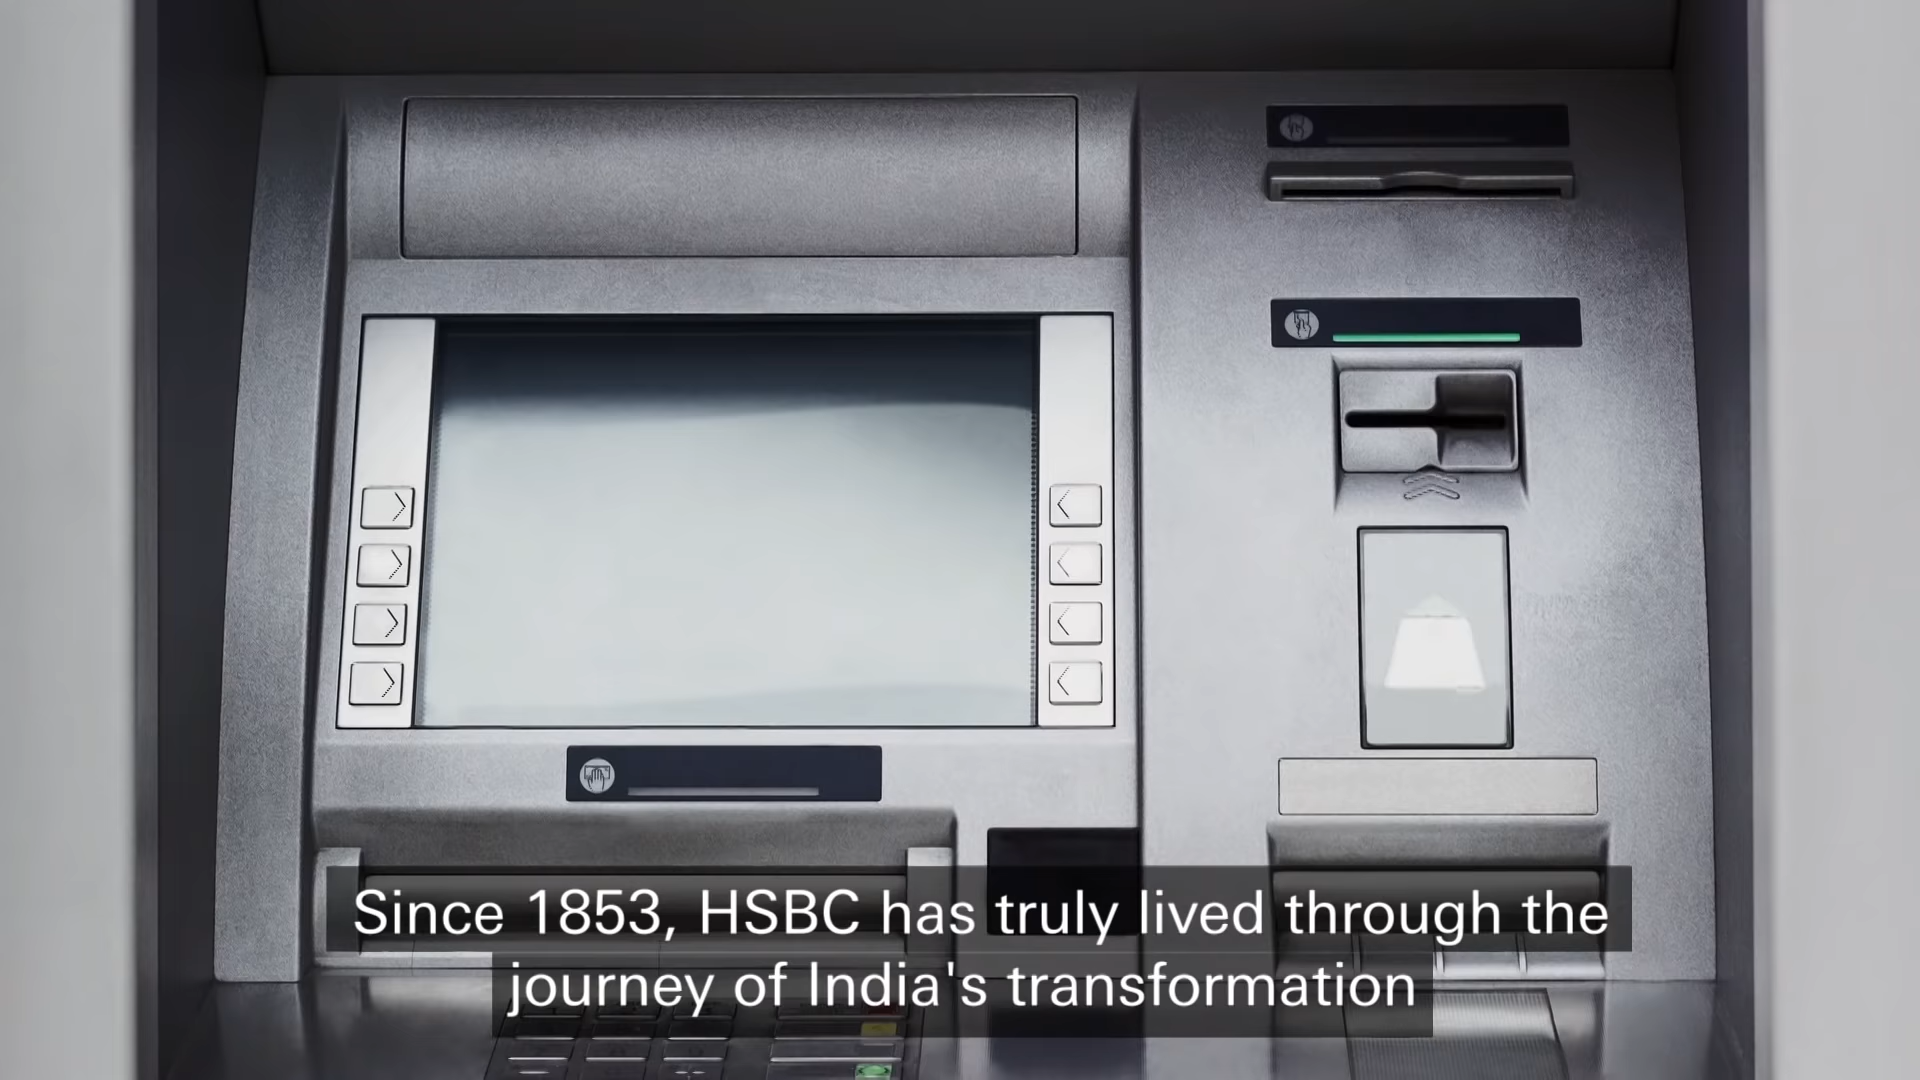 Since 1853, HSBC has truly lived through the
journey of India's transformation